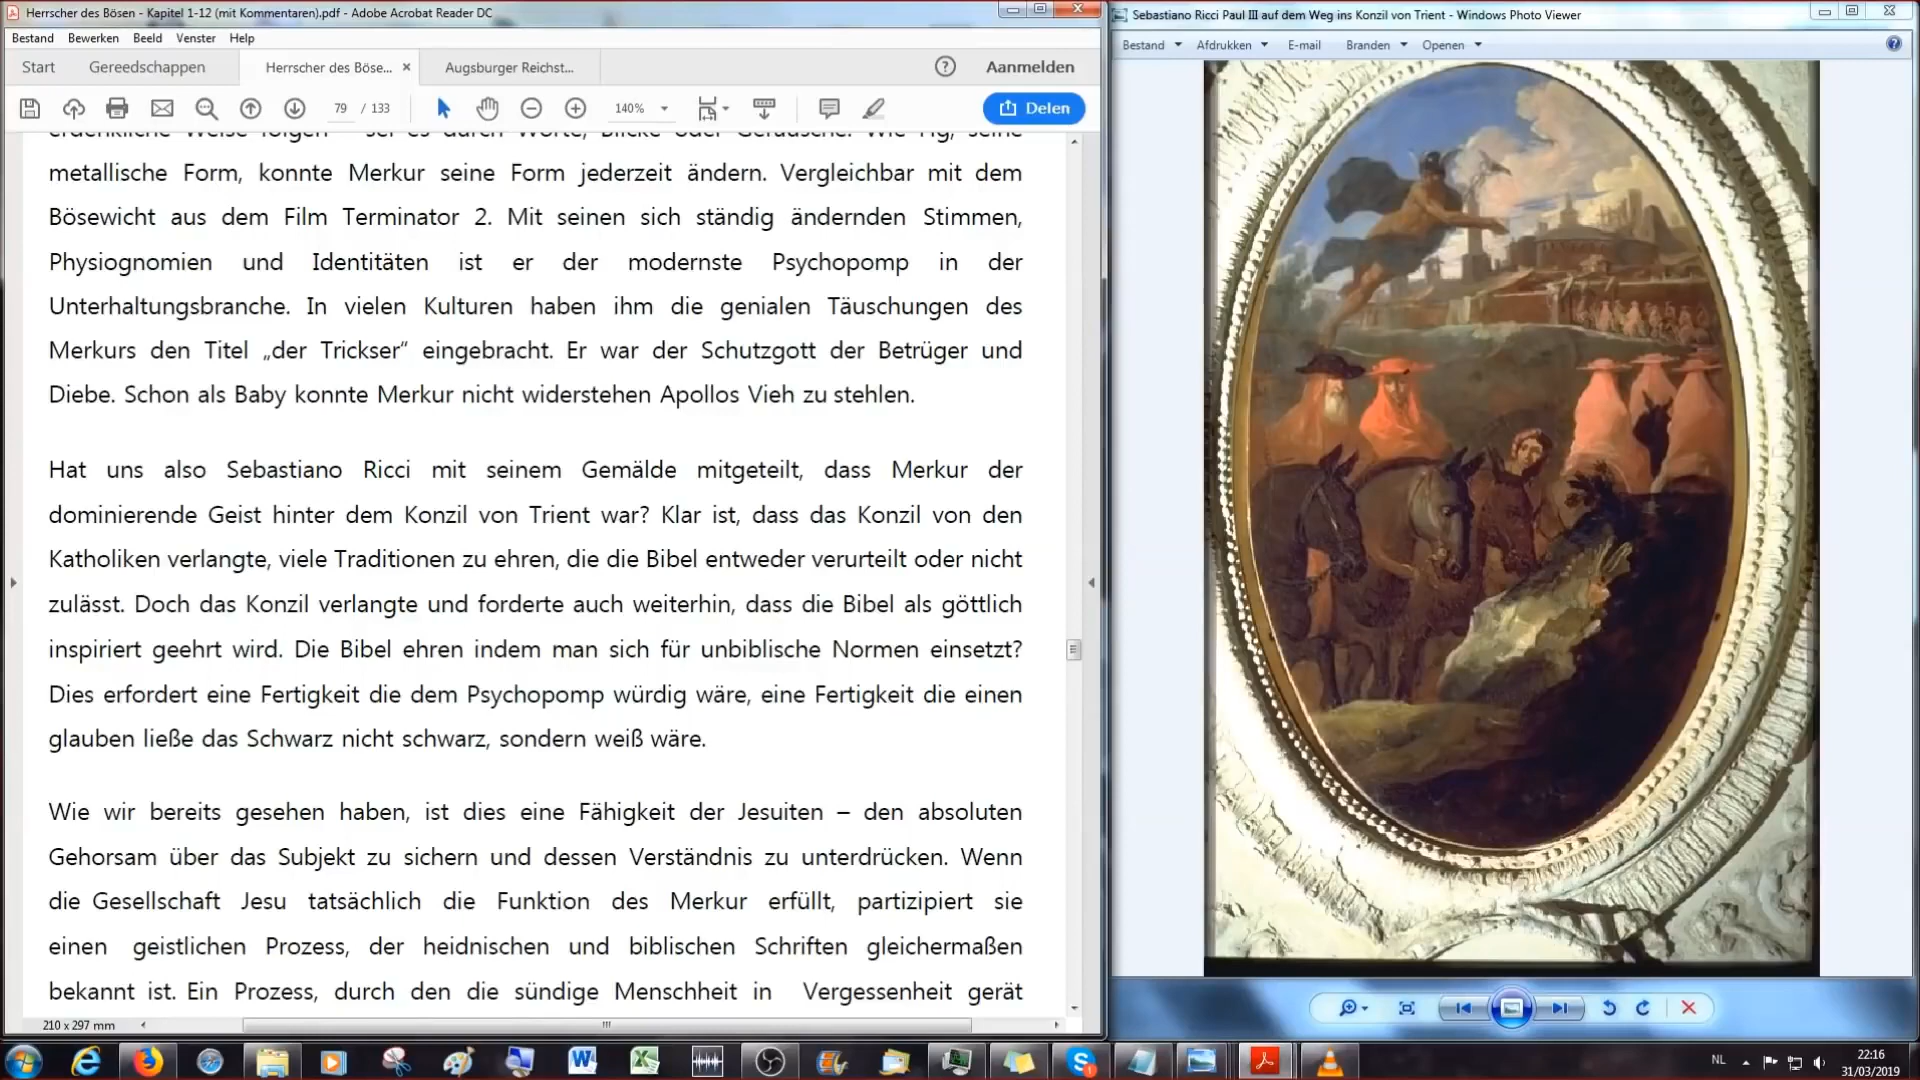 Herrscher des Bösen - Kapitel 1-12 (mit Kommentaren).pdf - Adobe Acrobat Reader DC
Bestand Bewerken Beeld Venster Help
Start Gereedschappen Herrscher des Böse... × Augsburger Reichst... Aanmelden
79 / 133 140% Delen
metallische Form, konnte Merkur seine Form jederzeit ändern. Vergleichbar mit dem
Bösewicht aus dem Film Terminator 2. Mit seinen sich ständig ändernden Stimmen,
Physiognomien und Identitäten ist er der modernste Psychopomp in der
Unterhaltungsbranche. In vielen Kulturen haben ihm die genialen Täuschungen des
Merkurs den Titel „der Trickser“ eingebracht. Er war der Schutzgott der Betrüger und
Diebe. Schon als Baby konnte Merkur nicht widerstehen Apollos Vieh zu stehlen.
Hat uns also Sebastiano Ricci mit seinem Gemälde mitgeteilt, dass Merkur der
dominierende Geist hinter dem Konzil von Trient war? Klar ist, dass das Konzil von den
Katholiken verlangte, viele Traditionen zu ehren, die die Bibel entweder verurteilt oder nicht
zulässt. Doch das Konzil verlangte und forderte auch weiterhin, dass die Bibel als göttlich
inspiriert geehrt wird. Die Bibel ehren indem man sich für unbiblische Normen einsetzt?
Dies erfordert eine Fertigkeit die dem Psychopomp würdig wäre, eine Fertigkeit die einen
glauben ließe das Schwarz nicht schwarz, sondern weiß wäre.
Wie wir bereits gesehen haben, ist dies eine Fähigkeit der Jesuiten – den absoluten
Gehorsam über das Subjekt zu sichern und dessen Verständnis zu unterdrücken. Wenn
die Gesellschaft Jesu tatsächlich die Funktion des Merkur erfüllt, partizipiert sie
einen geistlichen Prozess, der heidnischen und biblischen Schriften gleichermaßen
bekannt ist. Ein Prozess, durch den die sündige Menschheit in Vergessenheit gerät
210 x 297 mm
Sebastiano Ricci Paul III auf dem Weg ins Konzil von Trient - Windows Photo Viewer
Bestand Afdrukken E-mail Branden Openen
NL 22:16
31/03/2019